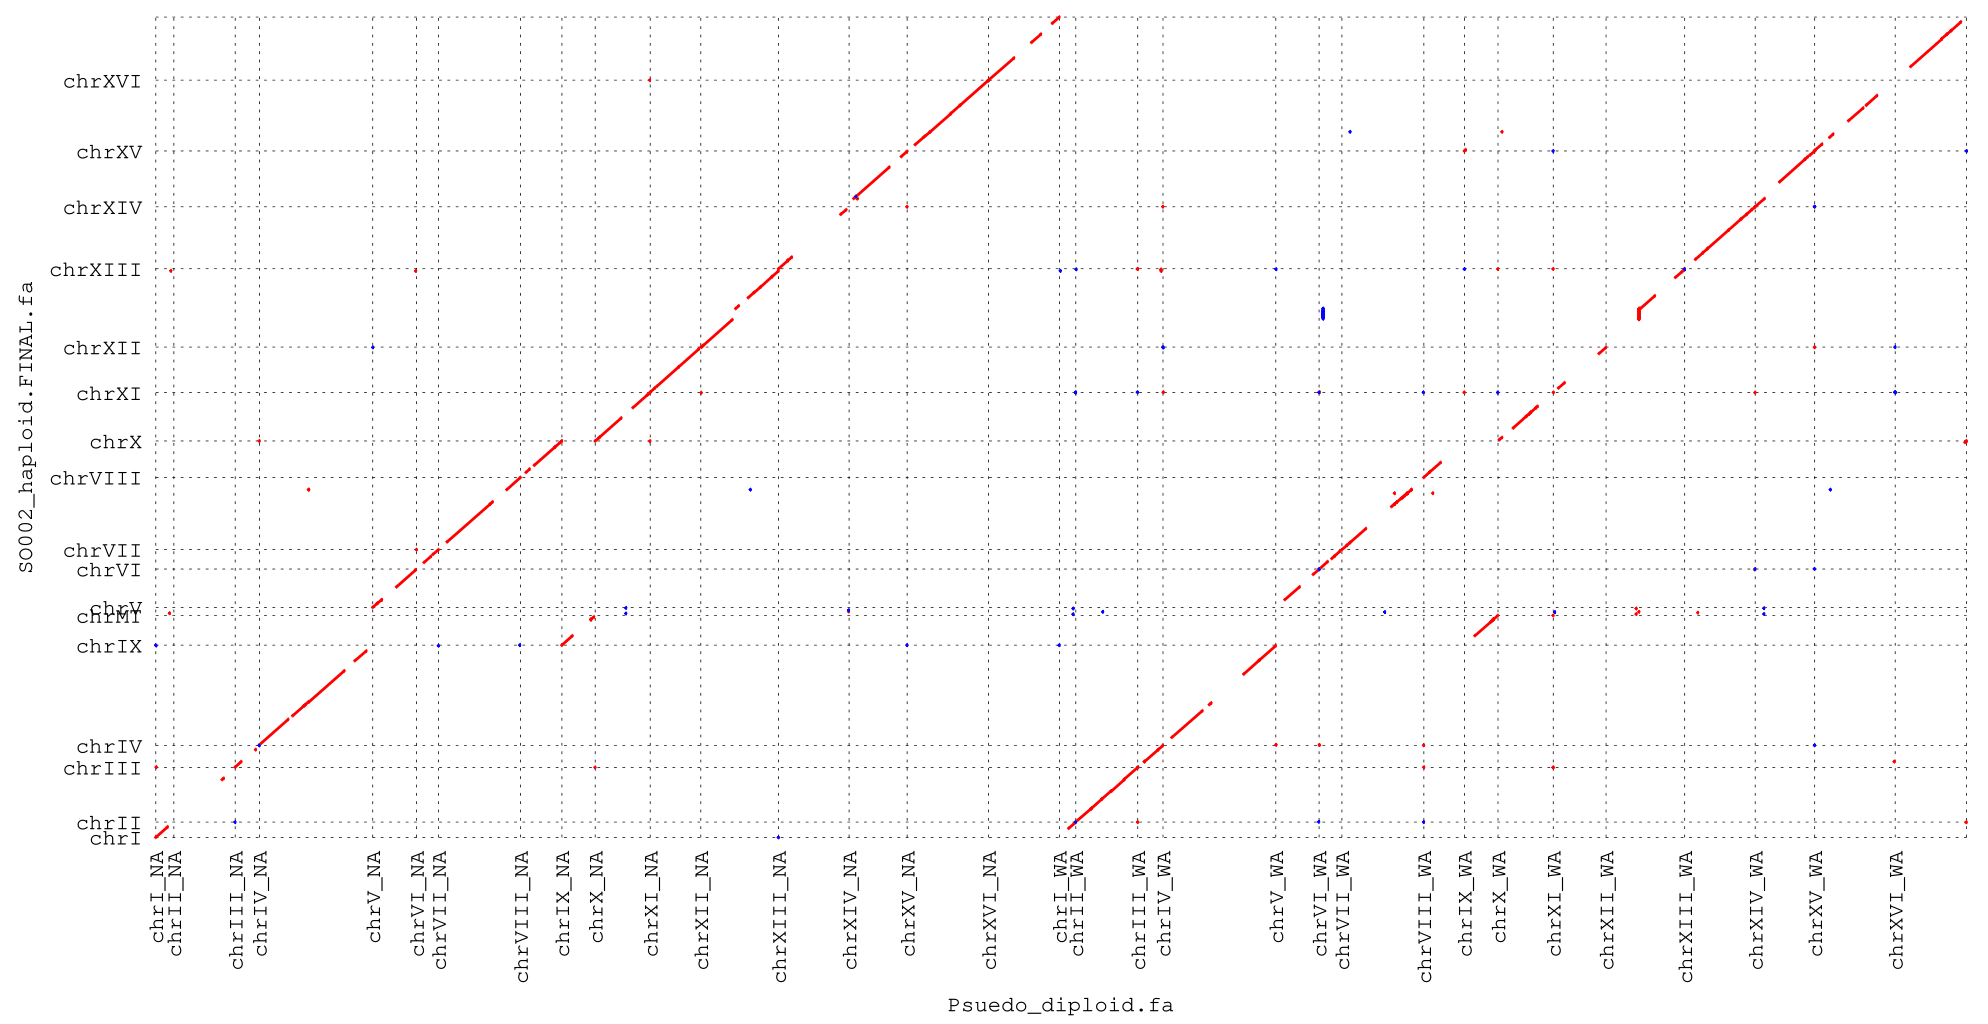 chrXVI
chrXV
chrXIV
chrXIII
chrXII
chrXI
chrX
chrVIII
chrVII
chrVI
chrV
chrMT
chrIX
chrIV
chrIII
chrII
chrI
SO002_haploid.FINAL.fa
chrI_NA
chrII_NA
chrIII_NA
chrIV_NA
chrV_NA
chrVI_NA
chrVII_NA
chrVIII_NA
chrIX_NA
chrX_NA
chrXI_NA
chrXII_NA
chrXIII_NA
chrXIV_NA
chrXV_NA
chrXVI_NA
chrI_WA
chrII_WA
chrIII_WA
chrIV_WA
chrV_WA
chrVI_WA
chrVII_WA
chrVIII_WA
chrIX_WA
chrX_WA
chrXI_WA
chrXII_WA
chrXIII_WA
chrXIV_WA
chrXV_WA
chrXVI_WA
Psuedo_diploid.fa